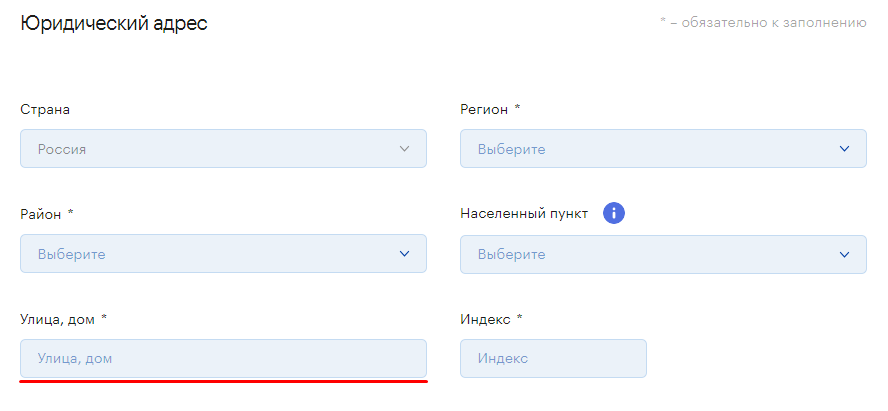 Юридический адрес
* – обязательно к заполнению
Страна
Регион *
Россия
Выберите
Район *
Населенный пункт i
Выберите
Выберите
Улица, дом *
Индекс *
Улица, дом
Индекс